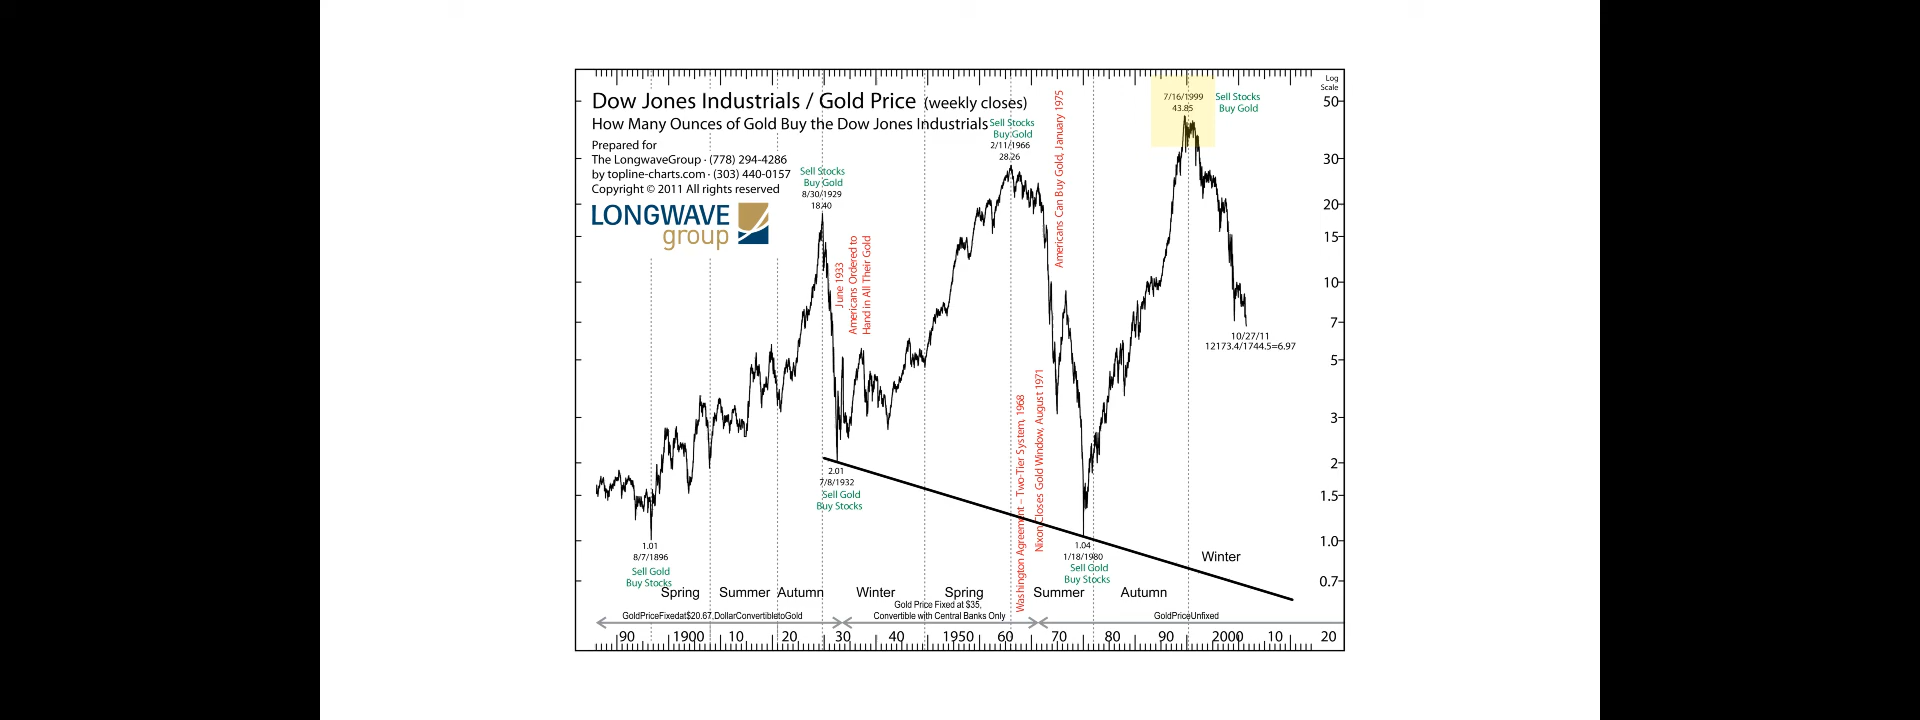 Log
Scale
Dow Jones Industrials / Gold Price (weekly closes)
How Many Ounces of Gold Buy the Dow Jones Industrials
Prepared for
The LongwaveGroup · (778) 294-4286
by topline-charts.com · (303) 440-0157
Copyright © 2011 All rights reserved
LONGWAVE
group
Sell Stocks
Buy Gold
8/30/1929
18.40
Sell Stocks
Buy Gold
2/11/1966
28.26
7/16/1999
43.85
Sell Stocks
Buy Gold
June 1933
Americans Ordered to
Hand in All Their Gold
Americans Can Buy Gold, January 1975
Washington Agreement – Two-Tier System, 1968
Nixon Closes Gold Window, August 1971
50
30
20
15
10
7
5
3
2
1.5
1.0
0.7
10/27/11
12173.4/1744.5=6.97
2.01
7/8/1932
Sell Gold
Buy Stocks
1.01
8/7/1896
Sell Gold
Buy Stocks
1.04
1/18/1980
Sell Gold
Buy Stocks
Winter
Spring Summer Autumn Winter Spring Summer Autumn
GoldPriceFixedat$20.67,DollarConvertibletoGold
Gold Price Fixed at $35,
Convertible with Central Banks Only
GoldPriceUnfixed
90 1900 10 20 30 40 1950 60 70 80 90 2000 10 20